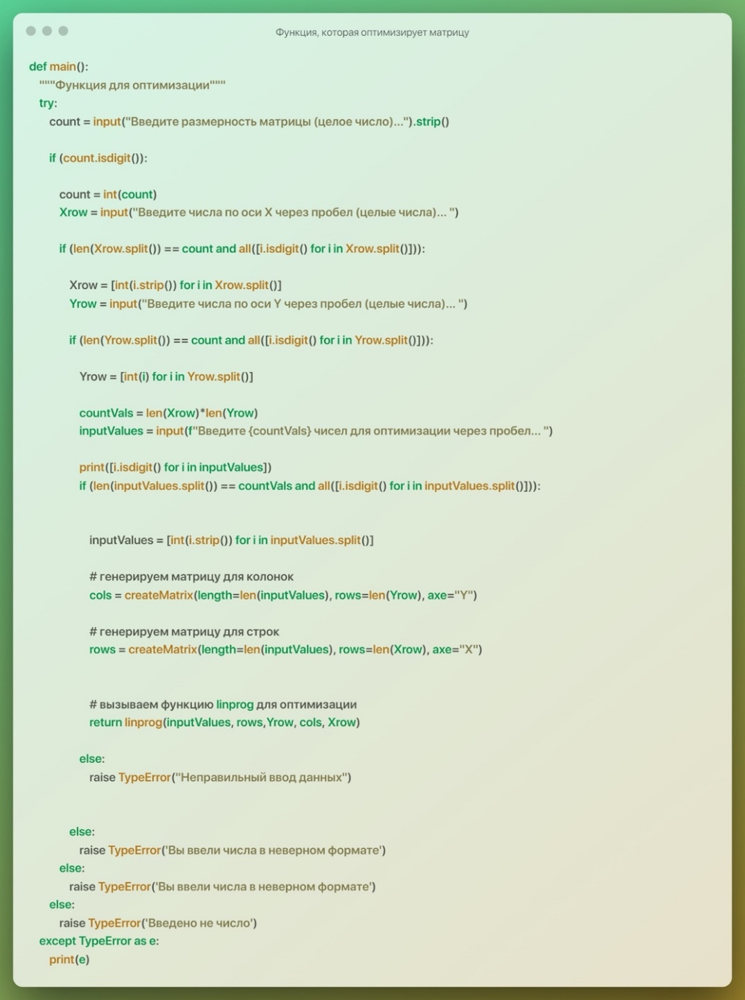 Функция, которая оптимизирует матрицу
def main():
"""Функция для оптимизации"""
try:
count = input("Введите размерность матрицы (целое число)...").strip()
if (count.isdigit()):
count = int(count)
Xrow = input("Введите числа по оси X через пробел (целые числа)... ")
if (len(Xrow.split()) == count and all([i.isdigit() for i in Xrow.split()])):
Xrow = [int(i.strip()) for i in Xrow.split()]
Yrow = input("Введите числа по оси Y через пробел (целые числа)... ")
if (len(Yrow.split()) == count and all([i.isdigit() for i in Yrow.split()])):
Yrow = [int(i) for i in Yrow.split()]
countVals = len(Xrow)*len(Yrow)
inputValues = input(f"Введите {countVals} чисел для оптимизации через пробел... ")
print([i.isdigit() for i in inputValues])
if (len(inputValues.split()) == countVals and all([i.isdigit() for i in inputValues.split()])):
inputValues = [int(i.strip()) for i in inputValues.split()]
# генерируем матрицу для колонок
cols = createMatrix(length=len(inputValues), rows=len(Yrow), axe="Y")
# генерируем матрицу для строк
rows = createMatrix(length=len(inputValues), rows=len(Xrow), axe="X")
# вызываем функцию linprog для оптимизации
return linprog(inputValues, rows,Yrow, cols, Xrow)
else:
raise TypeError("Неправильный ввод данных")
else:
raise TypeError('Вы ввели числа в неверном формате')
else:
raise TypeError('Вы ввели числа в неверном формате')
else:
raise TypeError('Введено не число')
except TypeError as e:
print(e)